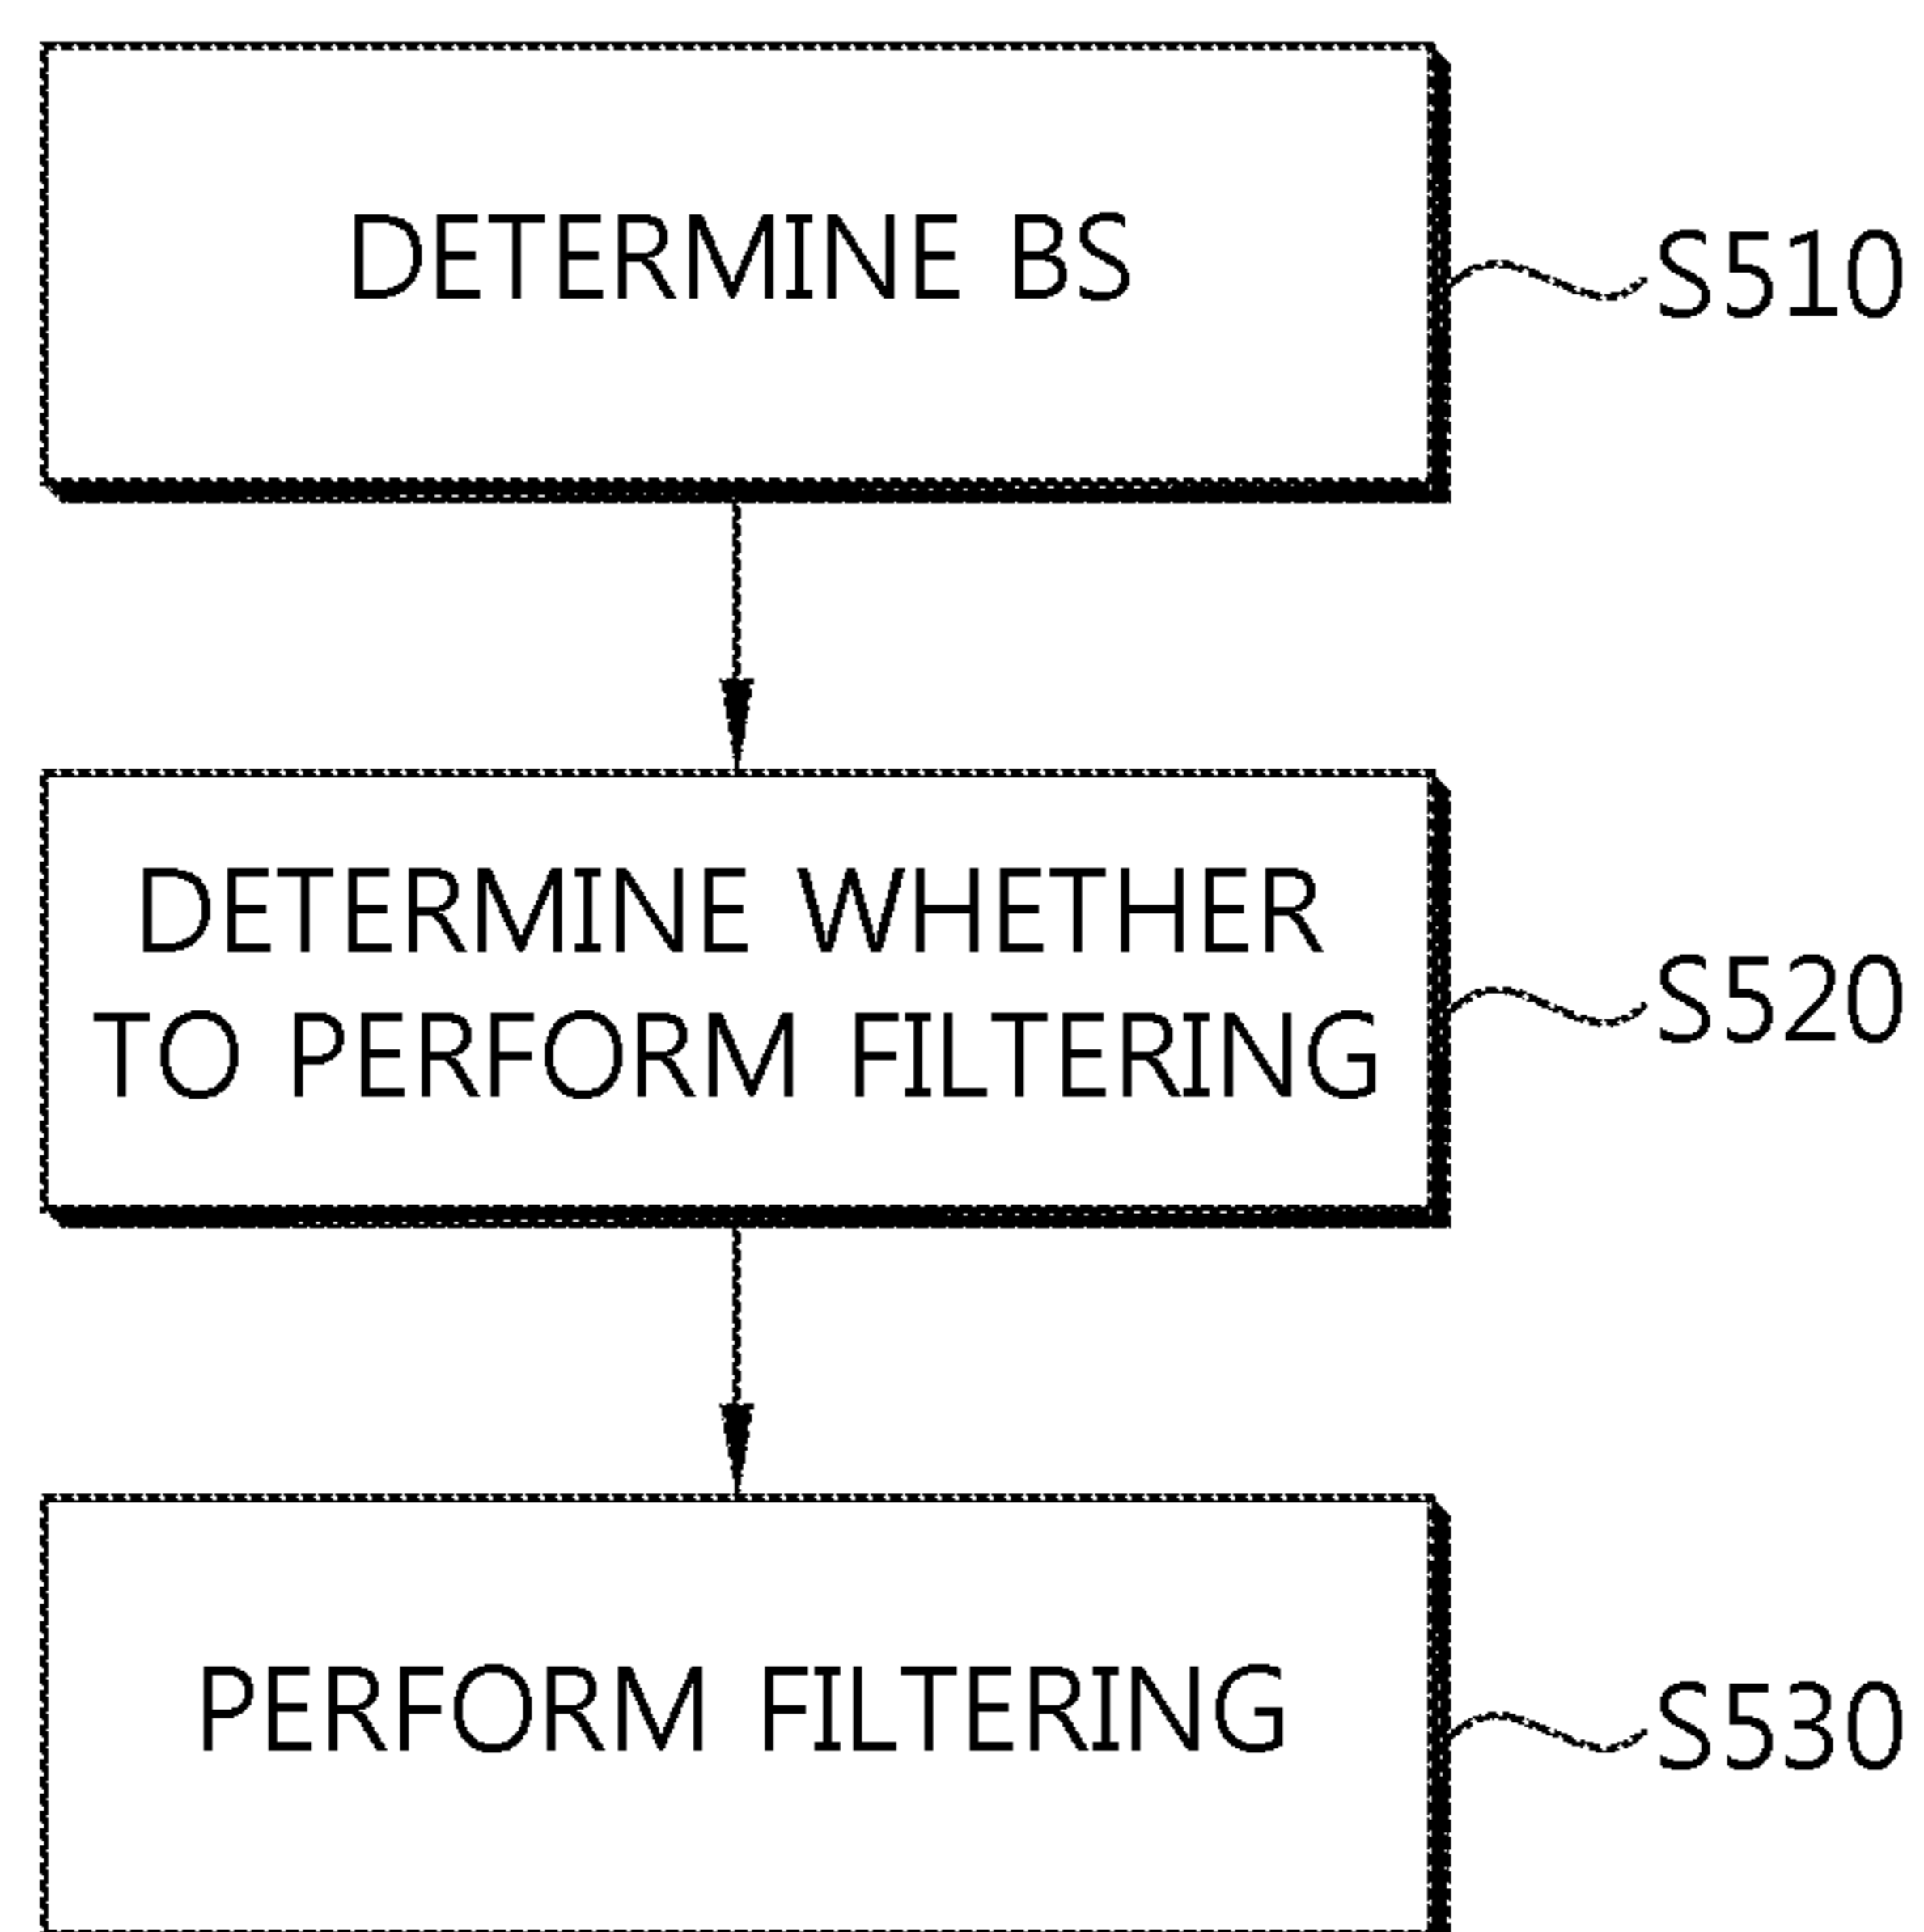 DETERMINE BS
S510
DETERMINE WHETHER
TO PERFORM FILTERING
S520
PERFORM FILTERING
S530